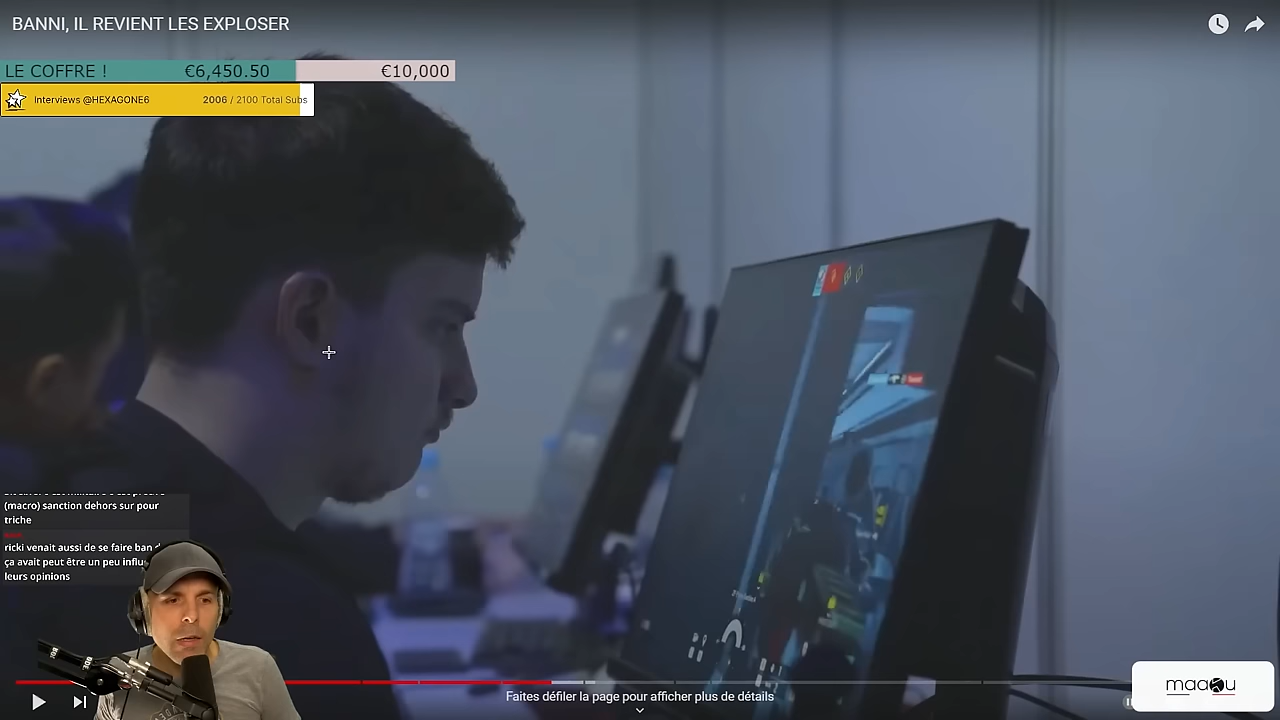 BANNI, IL REVIENT LES EXPLOSER
LE COFFRE ! €6,450.50 €10,000
Interviews @HEXAGONE6 2006 / 2100 Total Subs
(macro) sanction dehors sur pour
triche
ricki venait aussi de se faire ban
ça avait peut être un peu influ
leurs opinions
Faites défiler la page pour afficher plus de détails
maaou